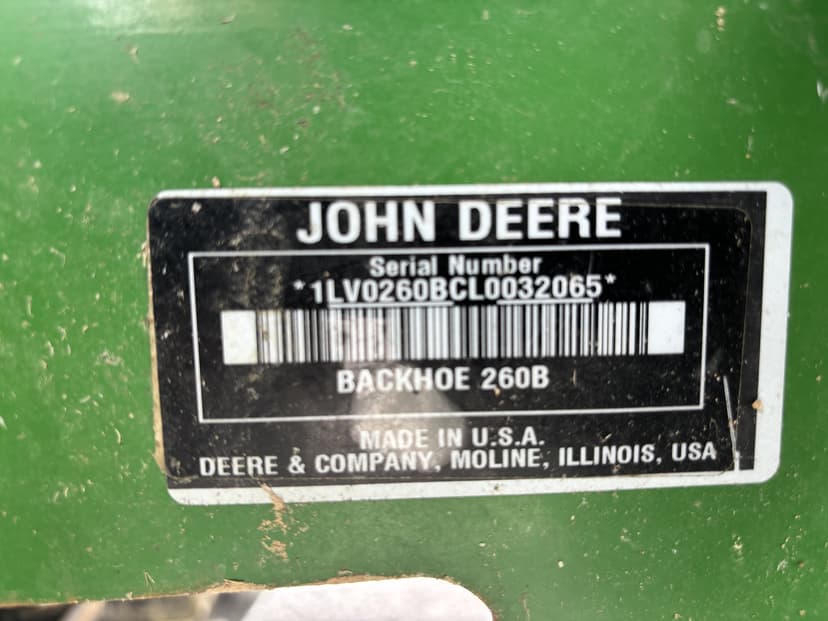 JOHN DEERE
Serial Number
*1LV0260BCL0032065*
BACKHOE 260B
MADE IN U.S.A.
DEERE & COMPANY, MOLINE, ILLINOIS, USA